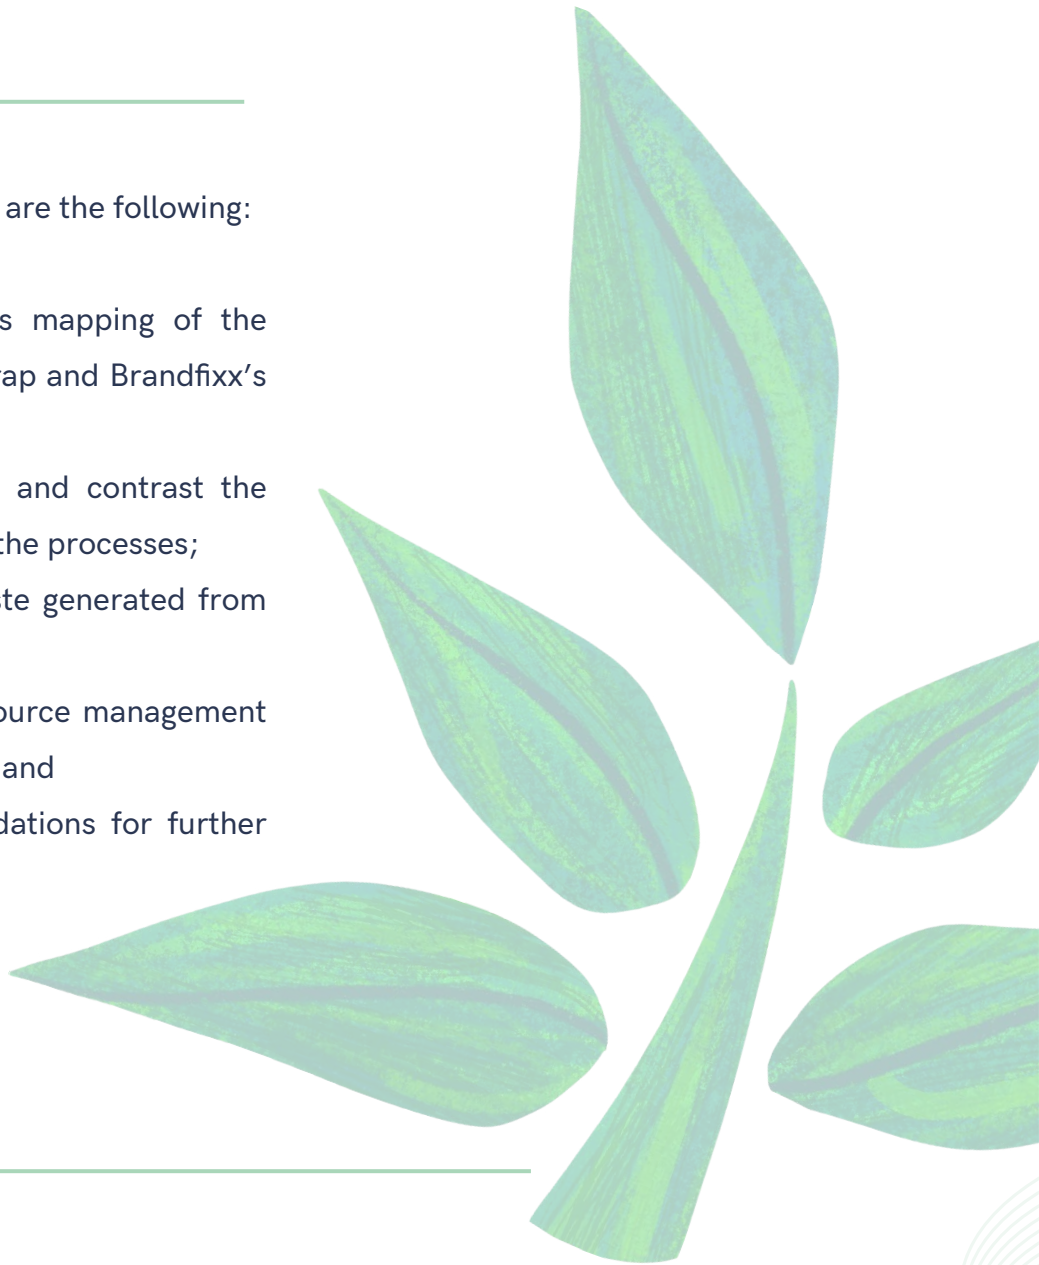 are the following:
s mapping of the
rap and Brandfixx’s
and contrast the
the processes;
ste generated from
ource management
and
dations for further